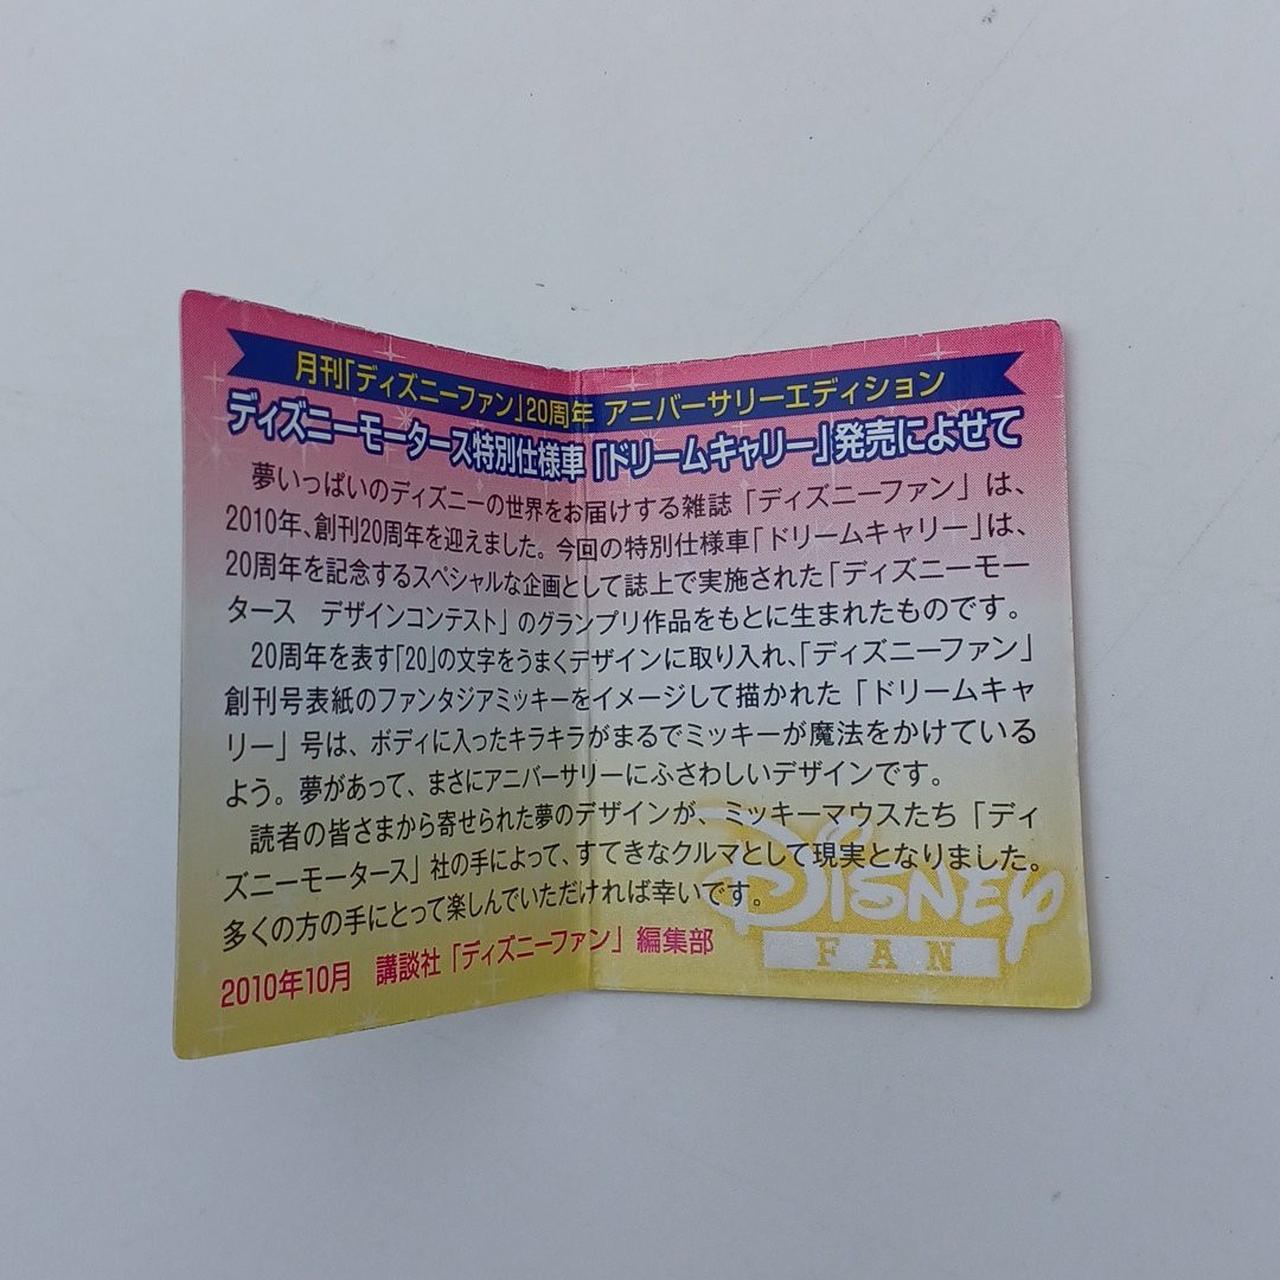 月刊「ディズニーファン」20周年 アニバーサリーエディション
ディズニーモータース特別仕様車「ドリームキャリー」発売によせて
夢いっぱいのディズニーの世界をお届けする雑誌「ディズニーファン」は、
2010年、創刊20周年を迎えました。今回の特別仕様車「ドリームキャリー」は、
20周年を記念するスペシャルな企画として誌上で実施された「ディズニーモー
タース　デザインコンテスト」のグランプリ作品をもとに生まれたものです。
20周年を表す「20」の文字をうまくデザインに取り入れ、「ディズニーファン」
創刊号表紙のファンタジアミッキーをイメージして描かれた「ドリームキャ
リー」号は、ボディに入ったキラキラがまるでミッキーが魔法をかけている
よう。夢があって、まさにアニバーサリーにふさわしいデザインです。
読者の皆さまから寄せられた夢のデザインが、ミッキーマウスたち「ディ
ズニーモータース」社の手によって、すてきなクルマとして現実となりました。
多くの方の手にとって楽しんでいただければ幸いです。
2010年10月　講談社「ディズニーファン」編集部
DISNEY
FAN